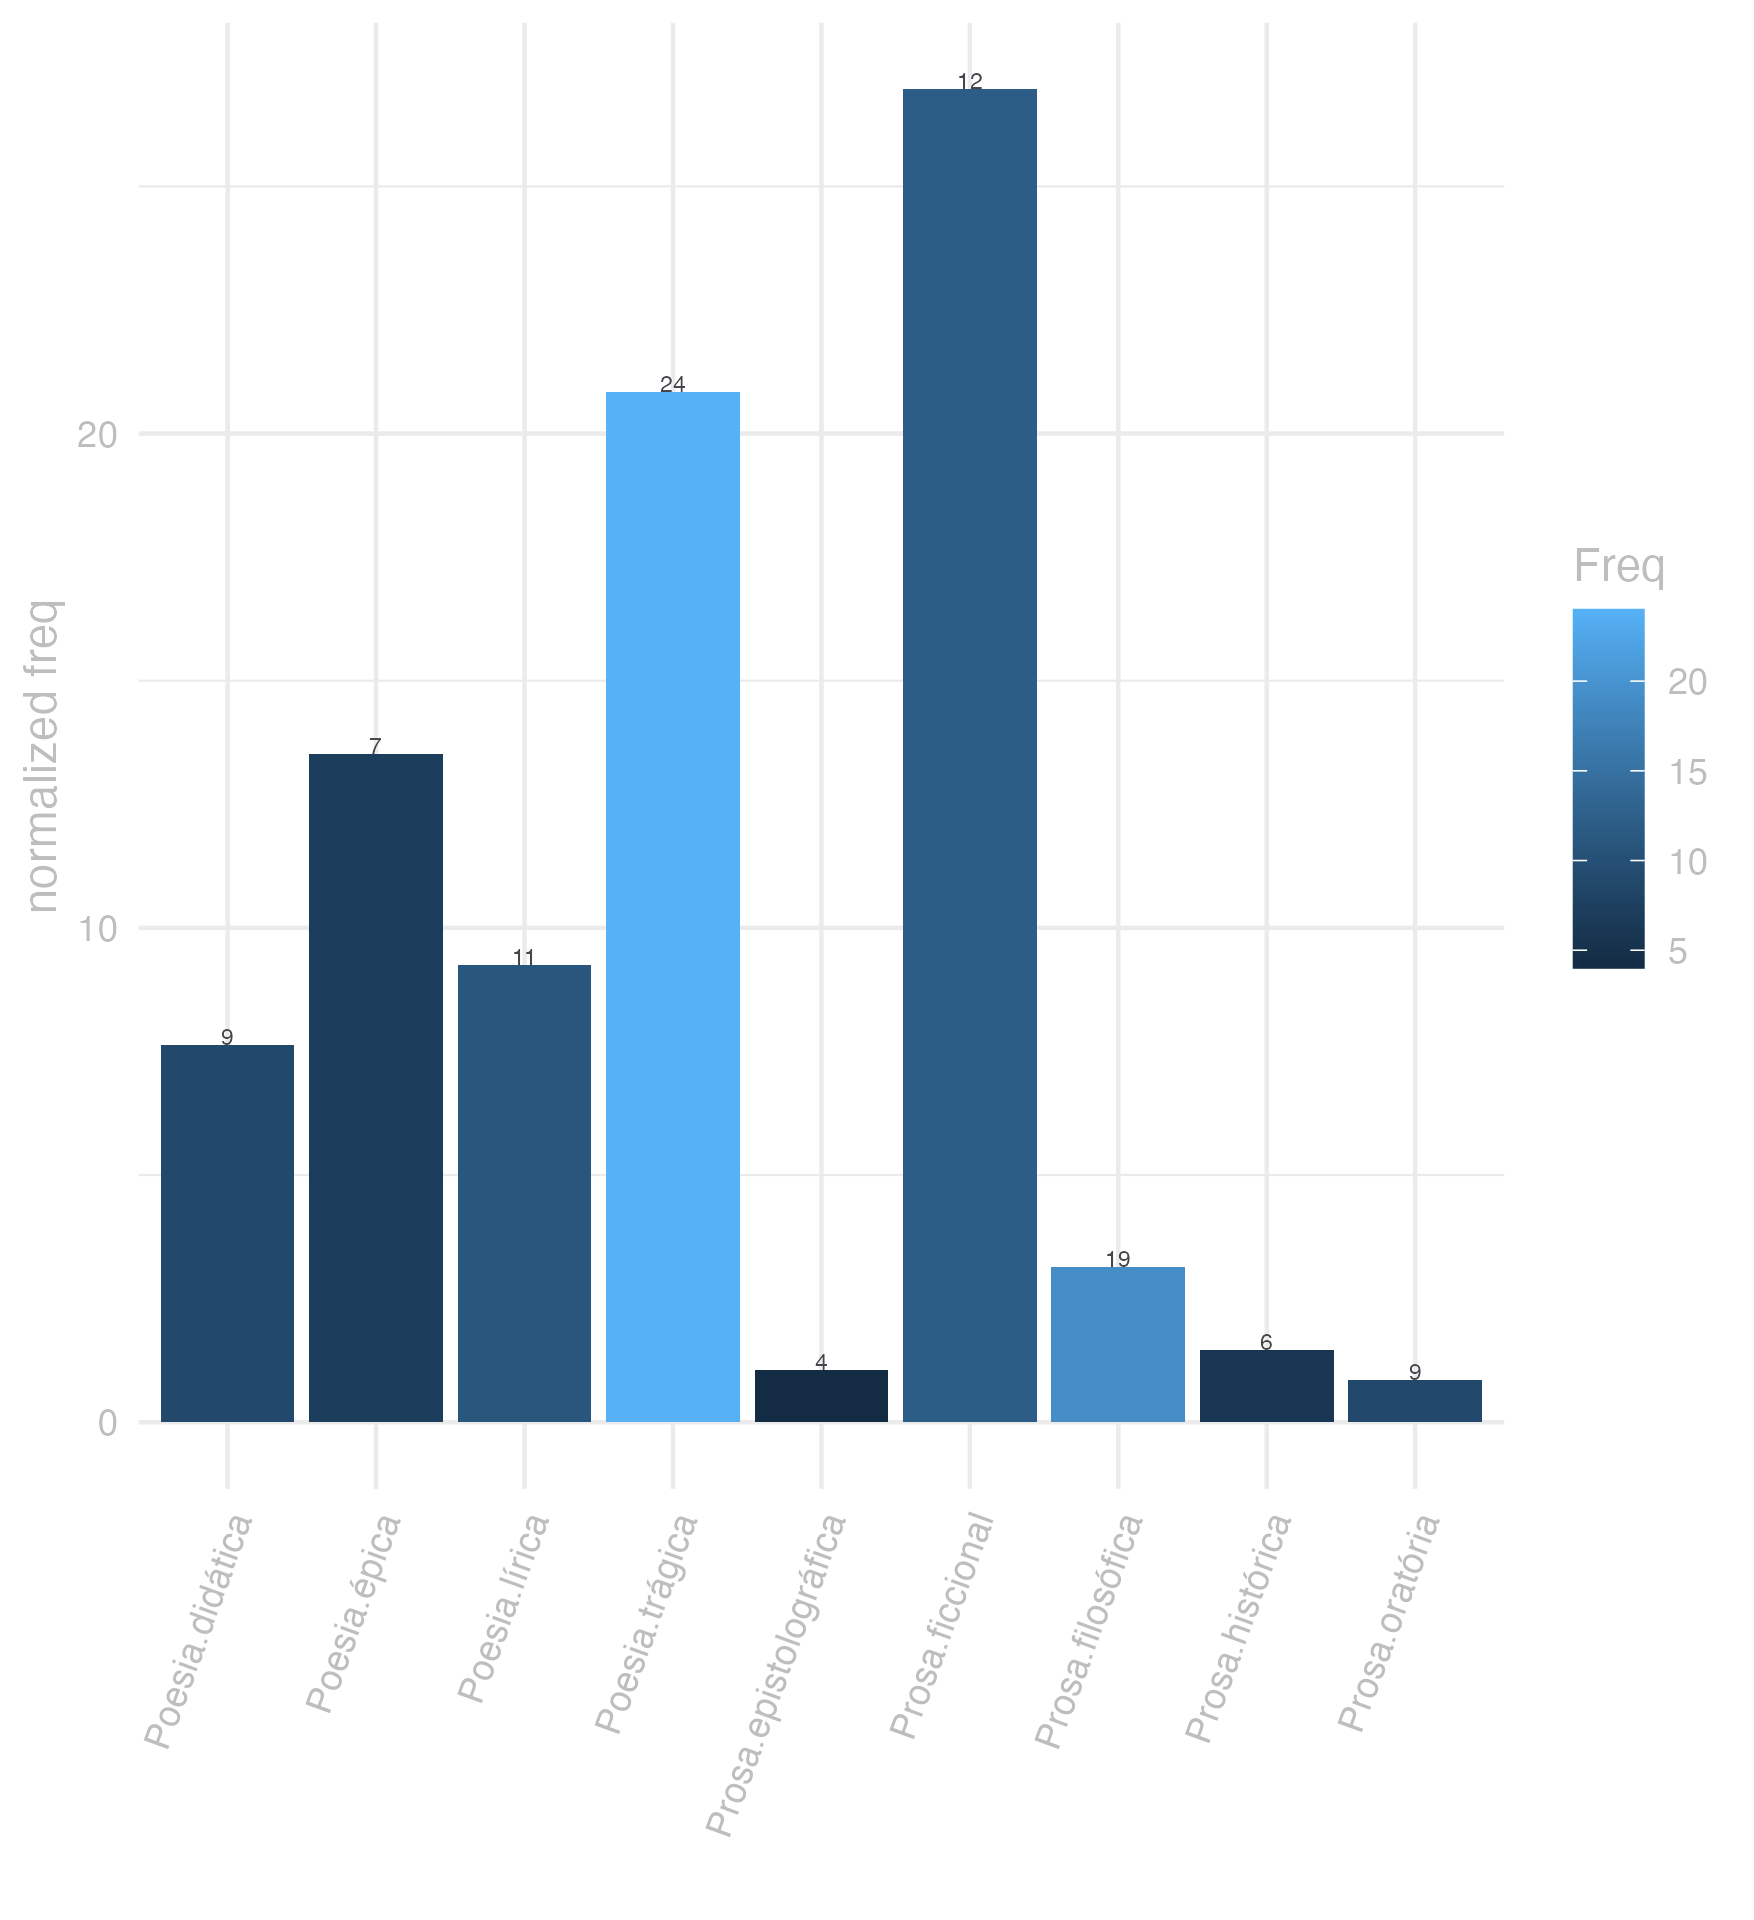 12
24
20
7
11
10
9
19
6
4
9
0
normalized freq
Freq
20
15
10
5
Poesia.didática
Poesia.épica
Poesia.lírica
Poesia.trágica
Prosa.epistolográfica
Prosa.ficcional
Prosa.filosófica
Prosa.histórica
Prosa.oratória